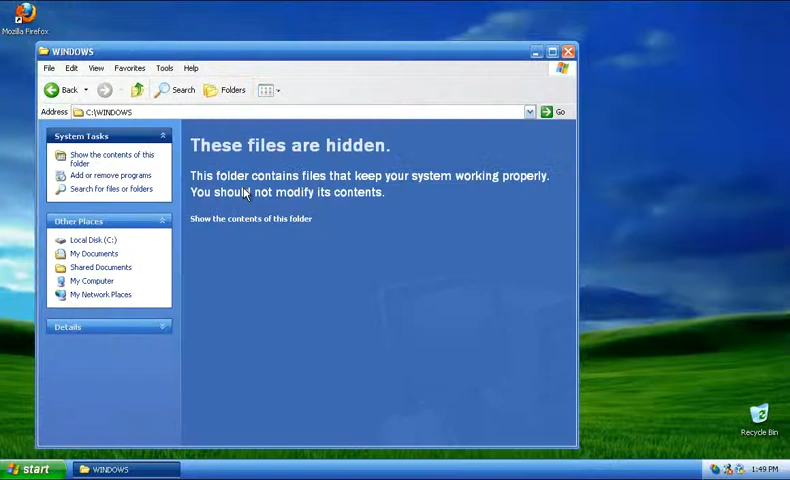 Mozilla Firefox
WINDOWS
File Edit View Favorites Tools Help
Back Search Folders
Address C:\WINDOWS Go
System Tasks
Show the contents of this
folder
Add or remove programs
Search for files or folders
Other Places
Local Disk (C:)
My Documents
Shared Documents
My Computer
My Network Places
Details
These files are hidden.
This folder contains files that keep your system working properly.
You should not modify its contents.
Show the contents of this folder
Recycle Bin
start WINDOWS 1:49 PM